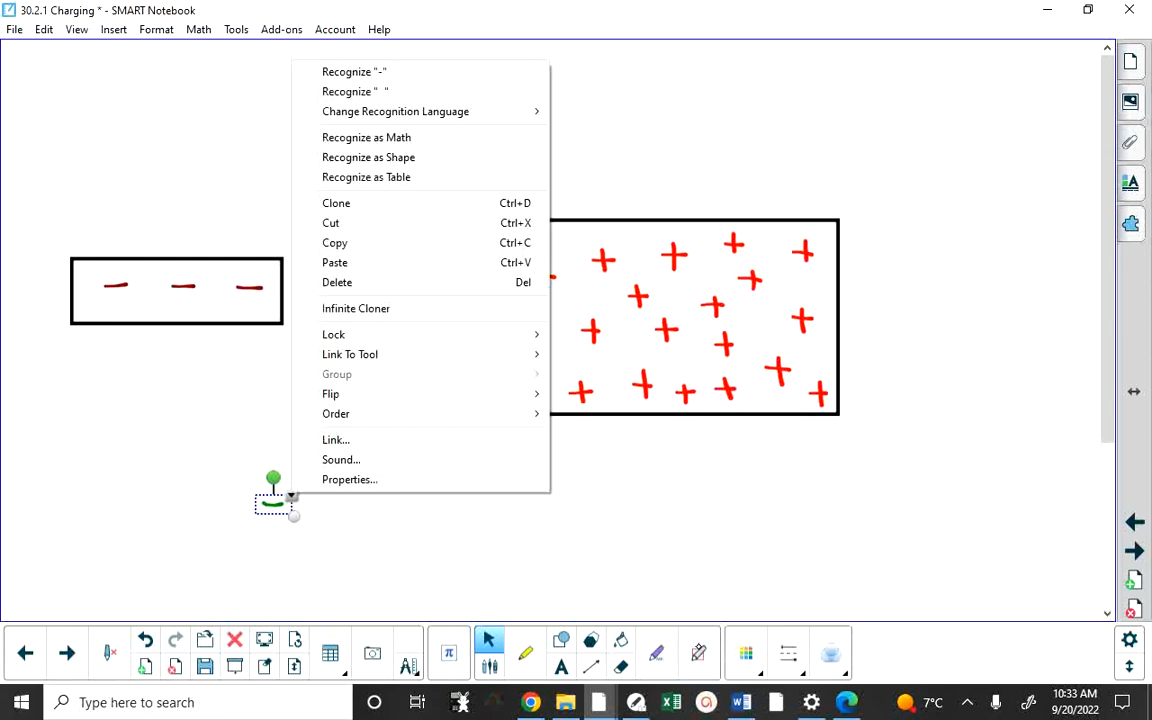 30.2.1 Charging * - SMART Notebook
File Edit View Insert Format Math Tools Add-ons Account Help
Recognize "-"
Recognize " "
Change Recognition Language
Recognize as Math
Recognize as Shape
Recognize as Table
Clone Ctrl+D
Cut Ctrl+X
Copy Ctrl+C
Paste Ctrl+V
Delete Del
Infinite Cloner
Lock
Link To Tool
Group
Flip
Order
Link...
Sound...
Properties...
Type here to search
7°C
10:33 AM
9/20/2022